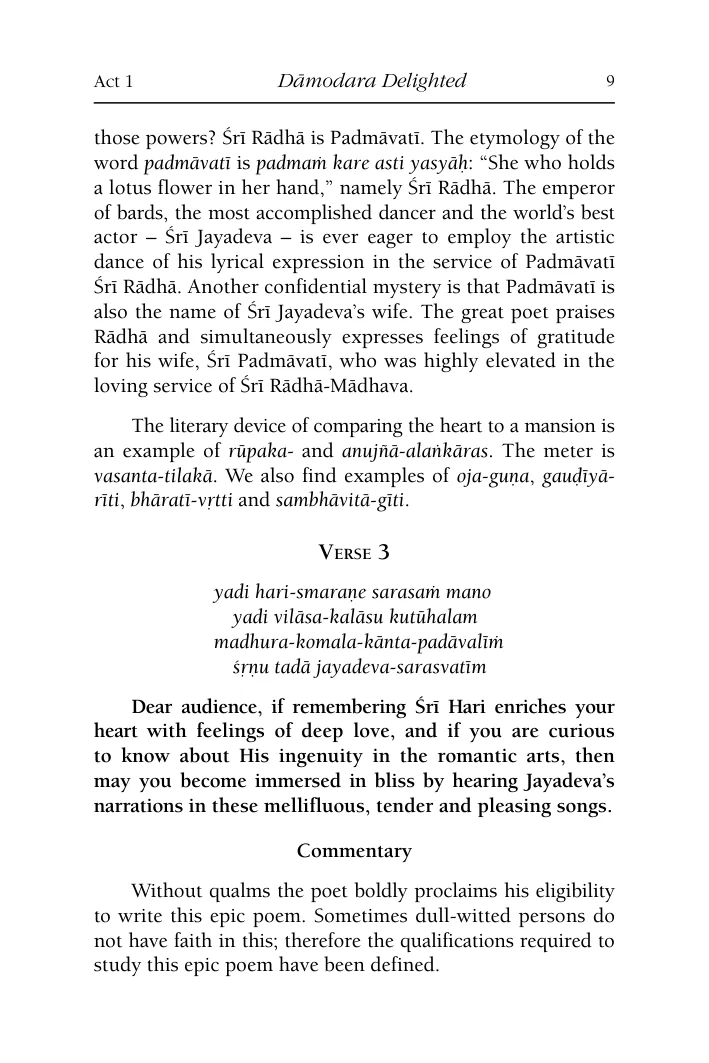 Act 1 Dāmodara Delighted 9
those powers? Śrī Rādhā is Padmāvatī. The etymology of the
word padmāvatī is padmaṁ kare asti yasyāḥ: “She who holds
a lotus flower in her hand,” namely Śrī Rādhā. The emperor
of bards, the most accomplished dancer and the world’s best
actor – Śrī Jayadeva – is ever eager to employ the artistic
dance of his lyrical expression in the service of Padmāvatī
Śrī Rādhā. Another confidential mystery is that Padmāvatī is
also the name of Śrī Jayadeva’s wife. The great poet praises
Rādhā and simultaneously expresses feelings of gratitude
for his wife, Śrī Padmāvatī, who was highly elevated in the
loving service of Śrī Rādhā-Mādhava.
The literary device of comparing the heart to a mansion is
an example of rūpaka- and anujñā-alaṅkāras. The meter is
vasanta-tilakā. We also find examples of oja-guṇa, gauḍīyā-
rīti, bhāratī-vṛtti and sambhāvitā-gīti.
Verse 3
yadi hari-smaraṇe sarasaṁ mano
yadi vilāsa-kalāsu kutūhalam
madhura-komala-kānta-padāvalīṁ
śṛṇu tadā jayadeva-sarasvatīm
Dear audience, if remembering Śrī Hari enriches your
heart with feelings of deep love, and if you are curious
to know about His ingenuity in the romantic arts, then
may you become immersed in bliss by hearing Jayadeva’s
narrations in these mellifluous, tender and pleasing songs.
Commentary
Without qualms the poet boldly proclaims his eligibility
to write this epic poem. Sometimes dull-witted persons do
not have faith in this; therefore the qualifications required to
study this epic poem have been defined.